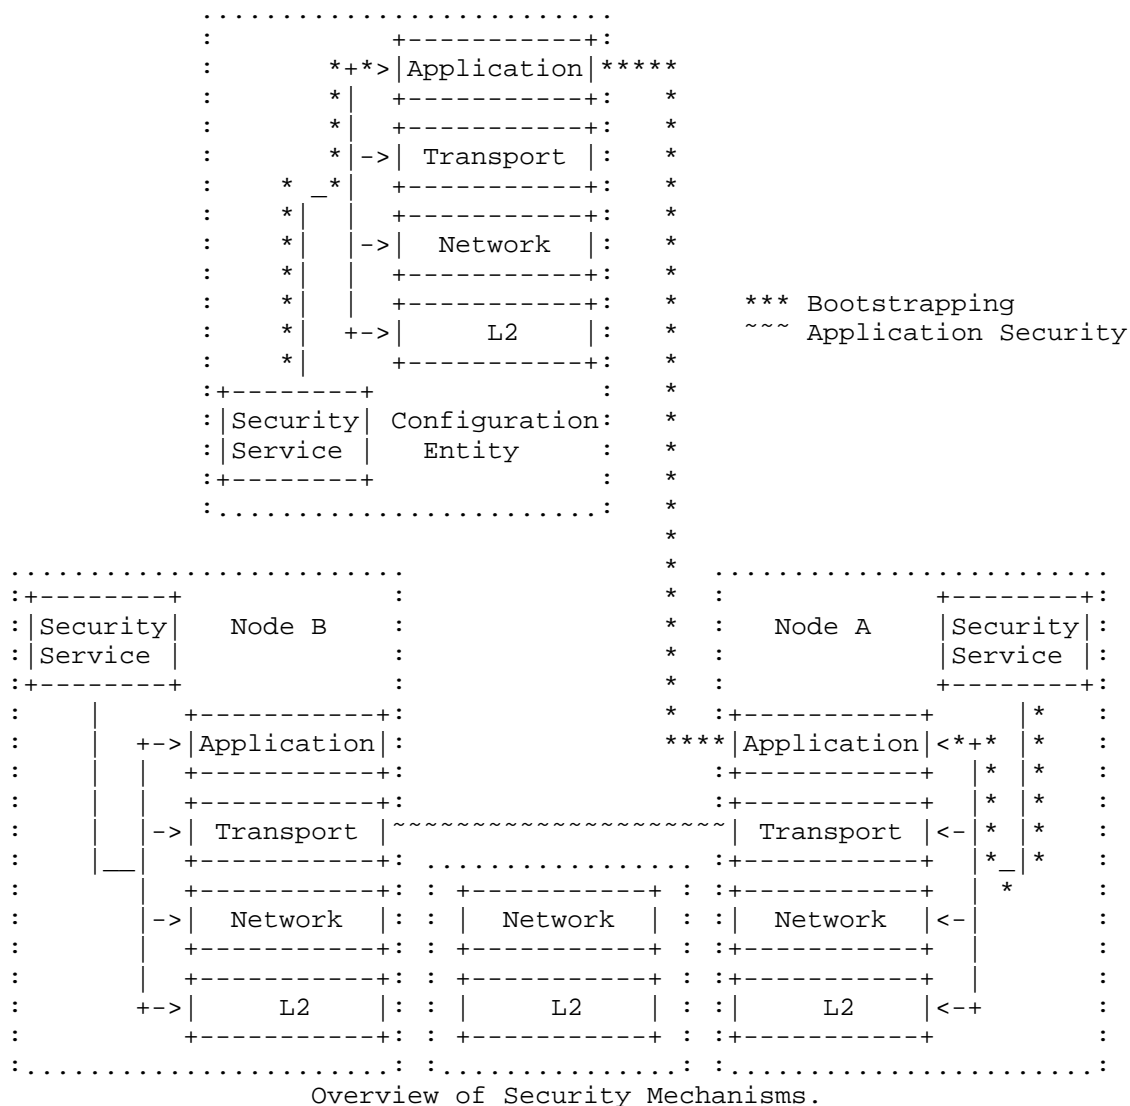 Application
Transport
Network
*** Bootstrapping
L2
~~~ Application Security
Security Configuration
Service Entity
Security Node B Node A Security
Service Service
Application Application
Transport Transport
Network Network Network
L2 L2 L2
Overview of Security Mechanisms.